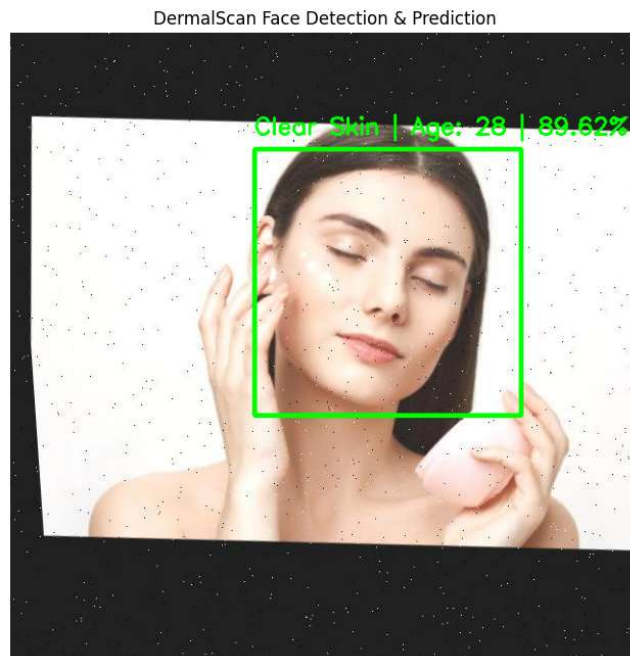 DermalScan Face Detection & Prediction
Clear Skin | Age: 28 | 89.62%